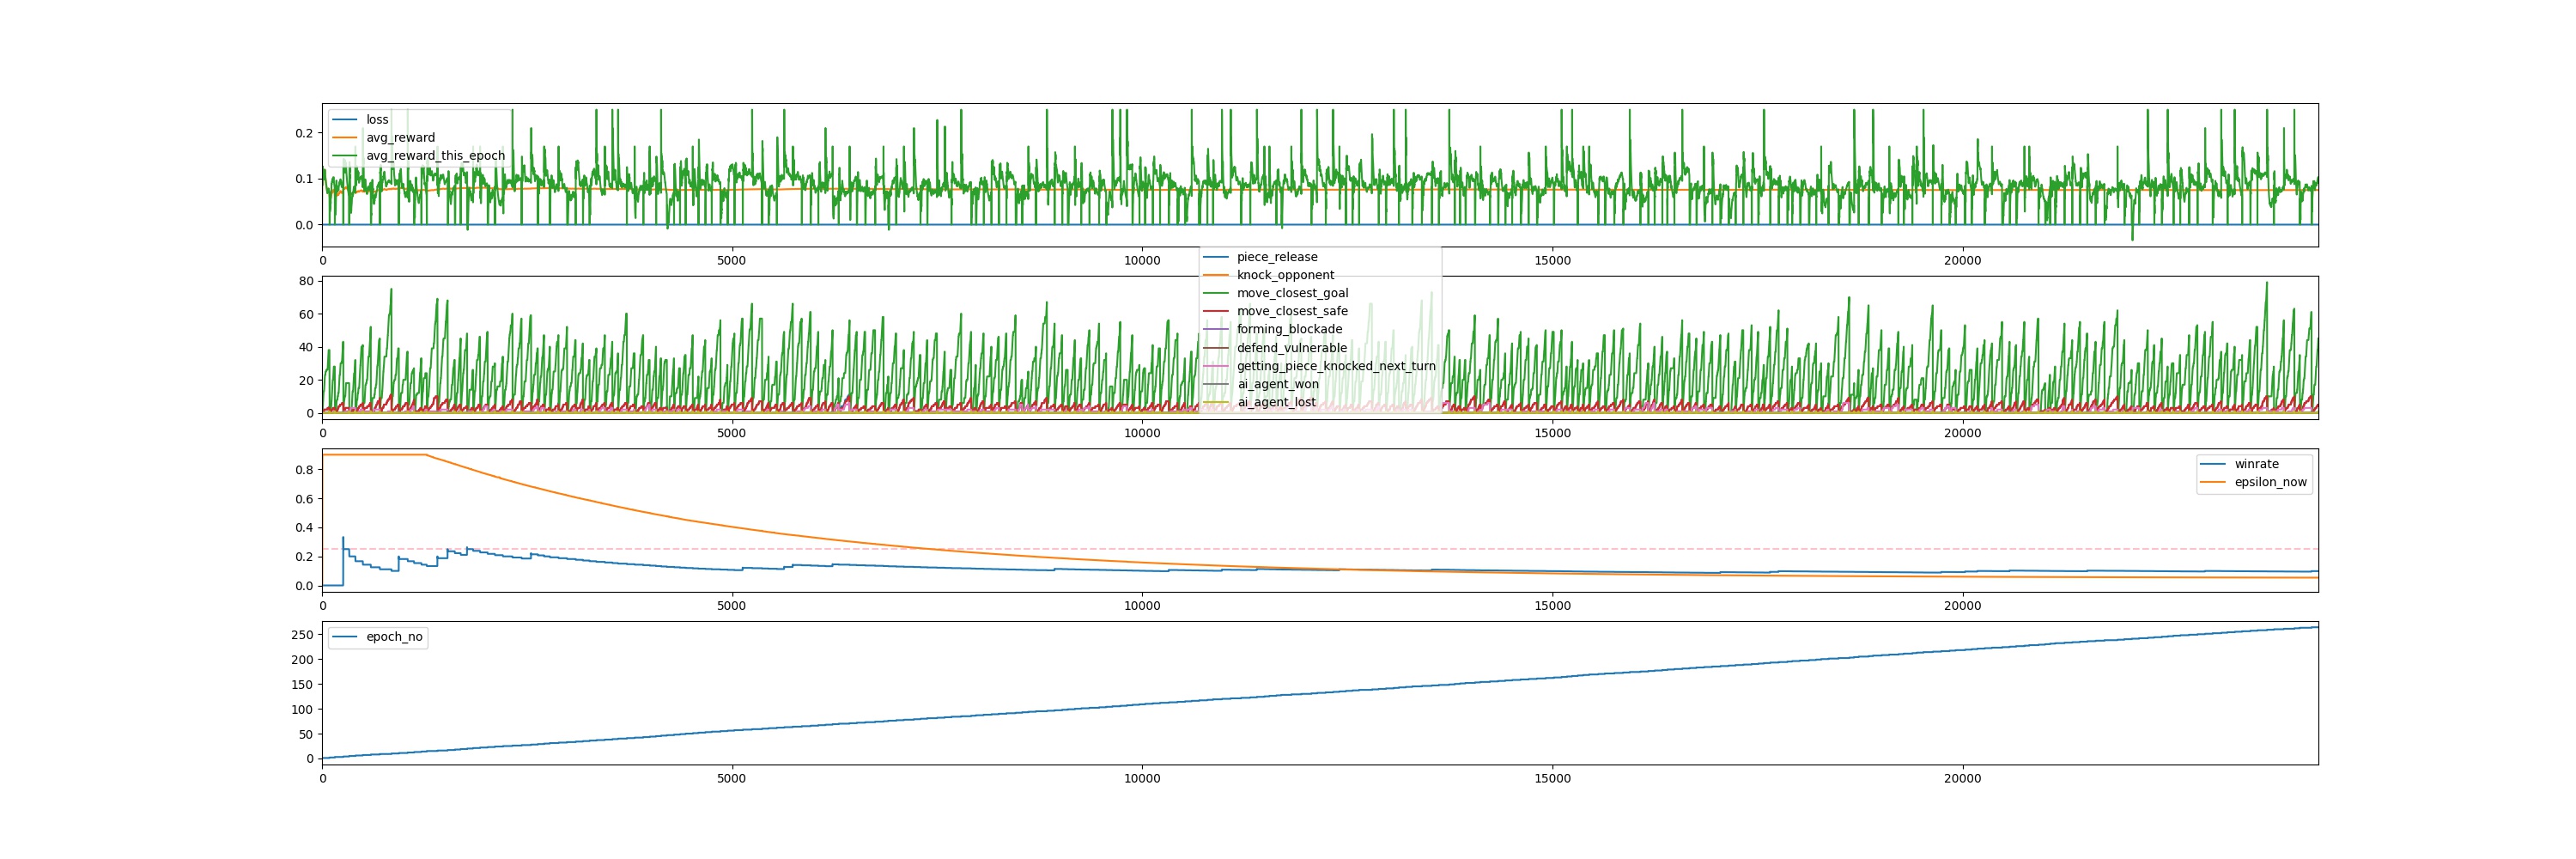 loss
avg_reward
avg_reward_this_epoch
0.2
0.1
0.0
0 5000 10000 15000 20000
piece_release
knock_opponent
move_closest_goal
move_closest_safe
forming_blockade
defend_vulnerable
getting_piece_knocked_next_turn
ai_agent_won
ai_agent_lost
80
60
40
20
0
0 5000 10000 15000 20000
winrate
epsilon_now
0.8
0.6
0.4
0.2
0.0
0 5000 10000 15000 20000
epoch_no
250
200
150
100
50
0
0 5000 10000 15000 20000